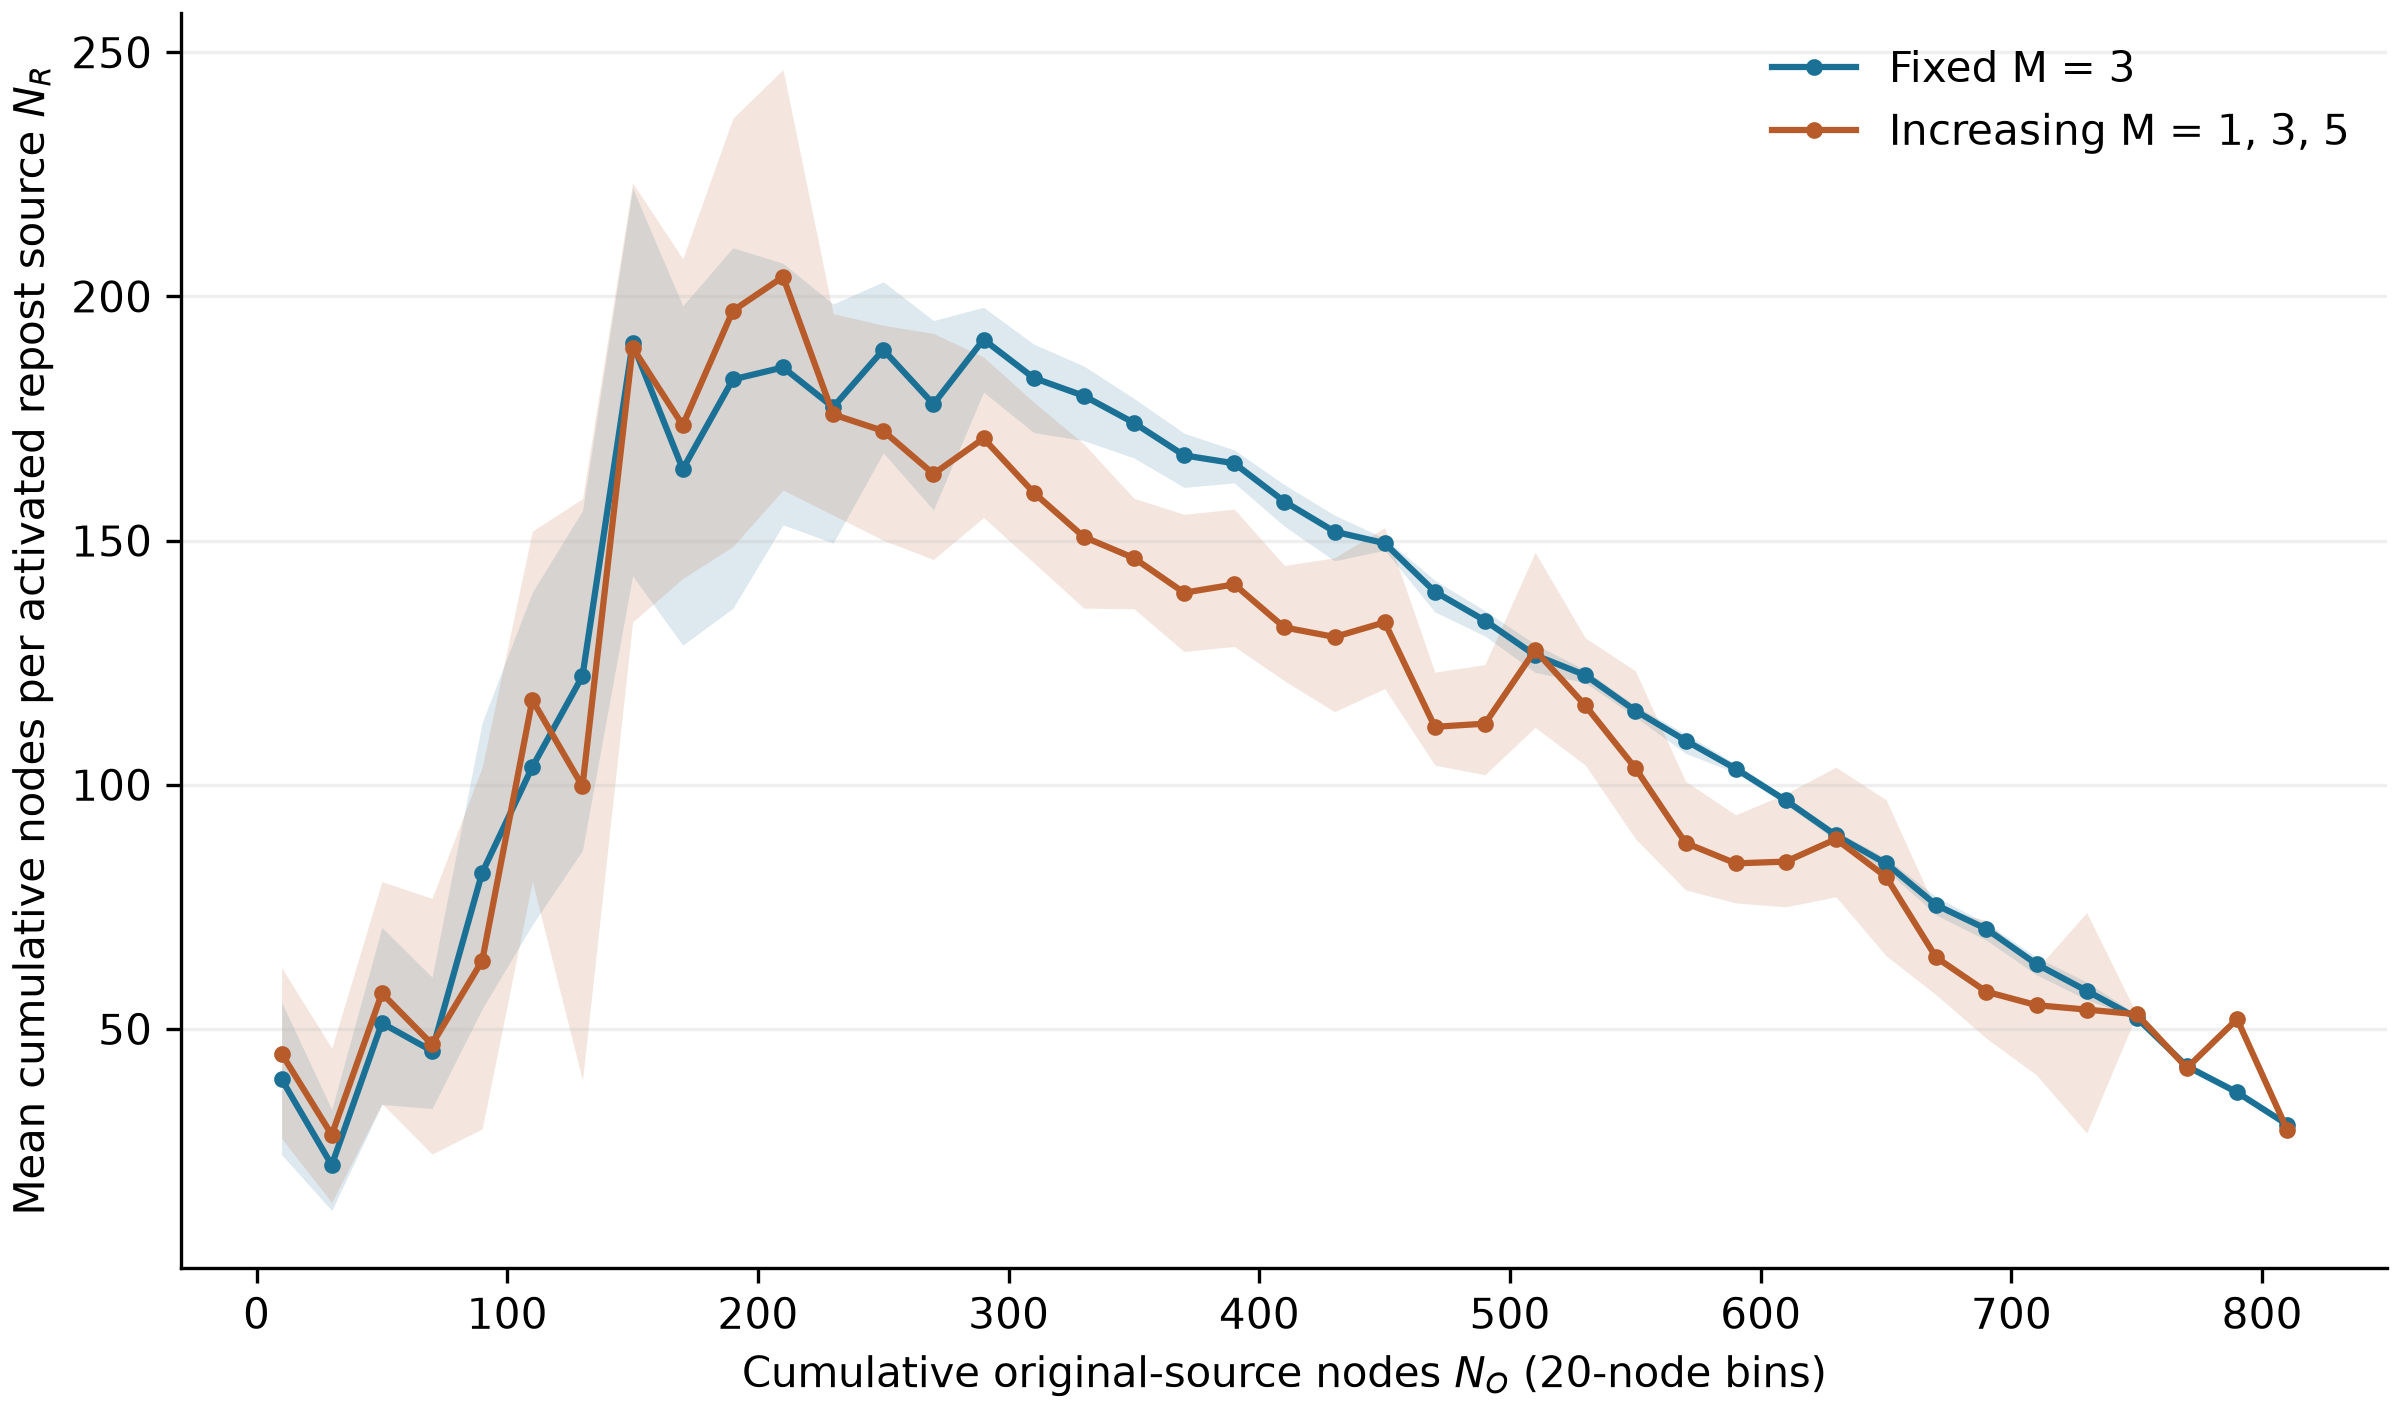 Mean cumulative nodes per activated repost source N_R
250
200
150
100
50
Fixed M = 3
Increasing M = 1, 3, 5
0 100 200 300 400 500 600 700 800
Cumulative original-source nodes N_O (20-node bins)